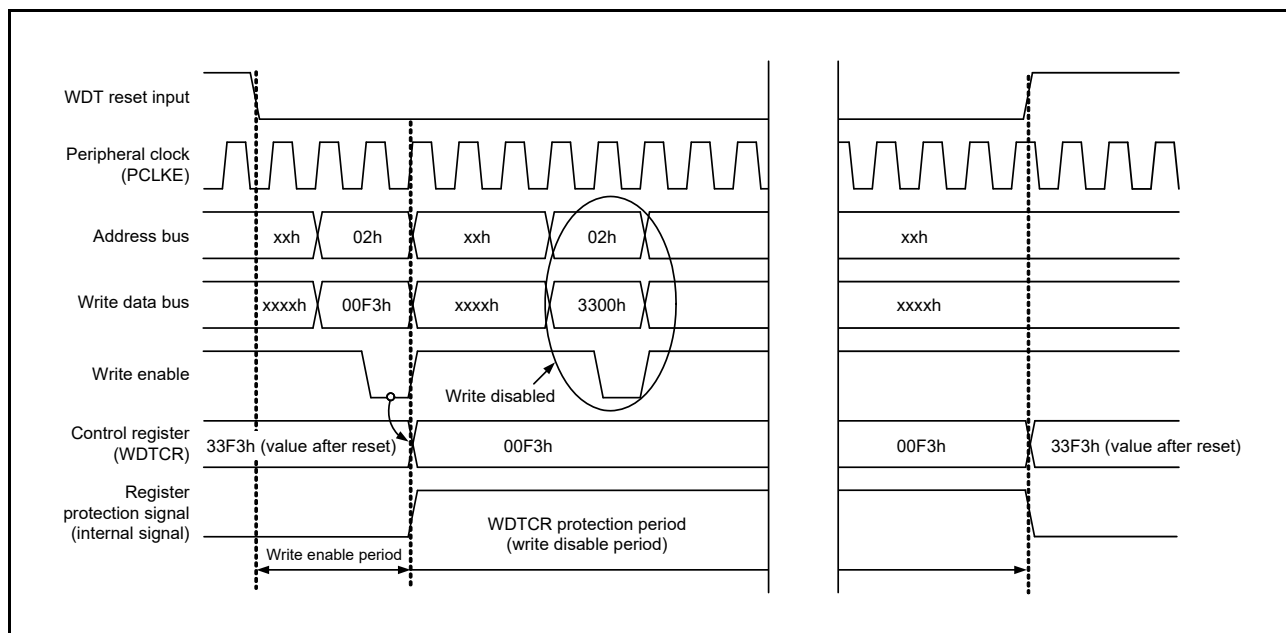 WDT reset input
Peripheral clock
(PCLKE)
Address bus
xxh
02h
xxh
02h
xxh
Write data bus
xxxxh
00F3h
xxxxh
3300h
xxxxh
Write enable
Write disabled
Control register
(WDTCR)
33F3h (value after reset)
00F3h
00F3h
33F3h (value after reset)
Register
protection signal
(internal signal)
WDTCR protection period
(write disable period)
Write enable period